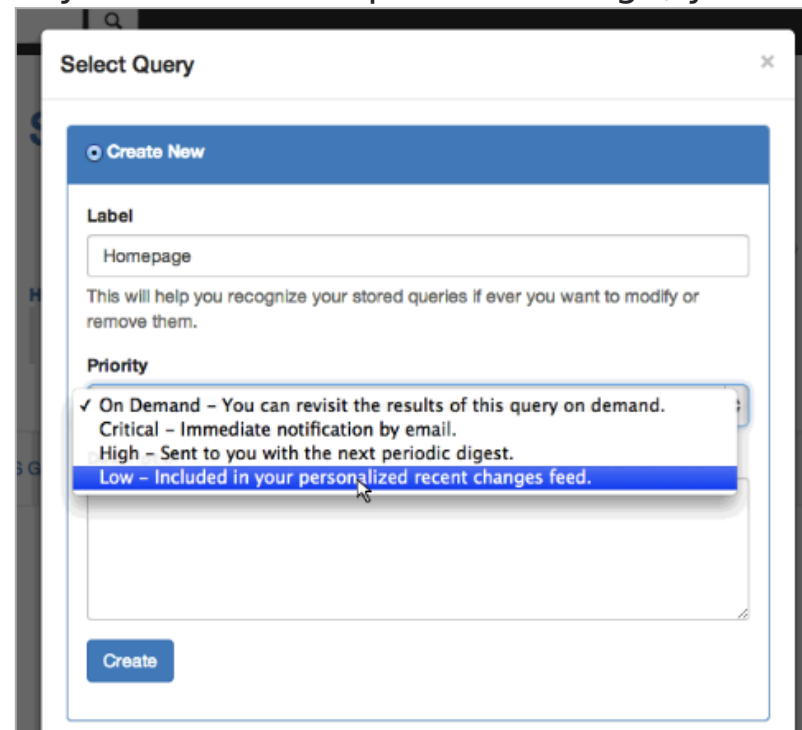 Select Query
×
Create New
Label
Homepage
This will help you recognize your stored queries if ever you want to modify or
remove them.
Priority
✓ On Demand – You can revisit the results of this query on demand.
Critical – Immediate notification by email.
High – Sent to you with the next periodic digest.
Low – Included in your personalized recent changes feed.
Create